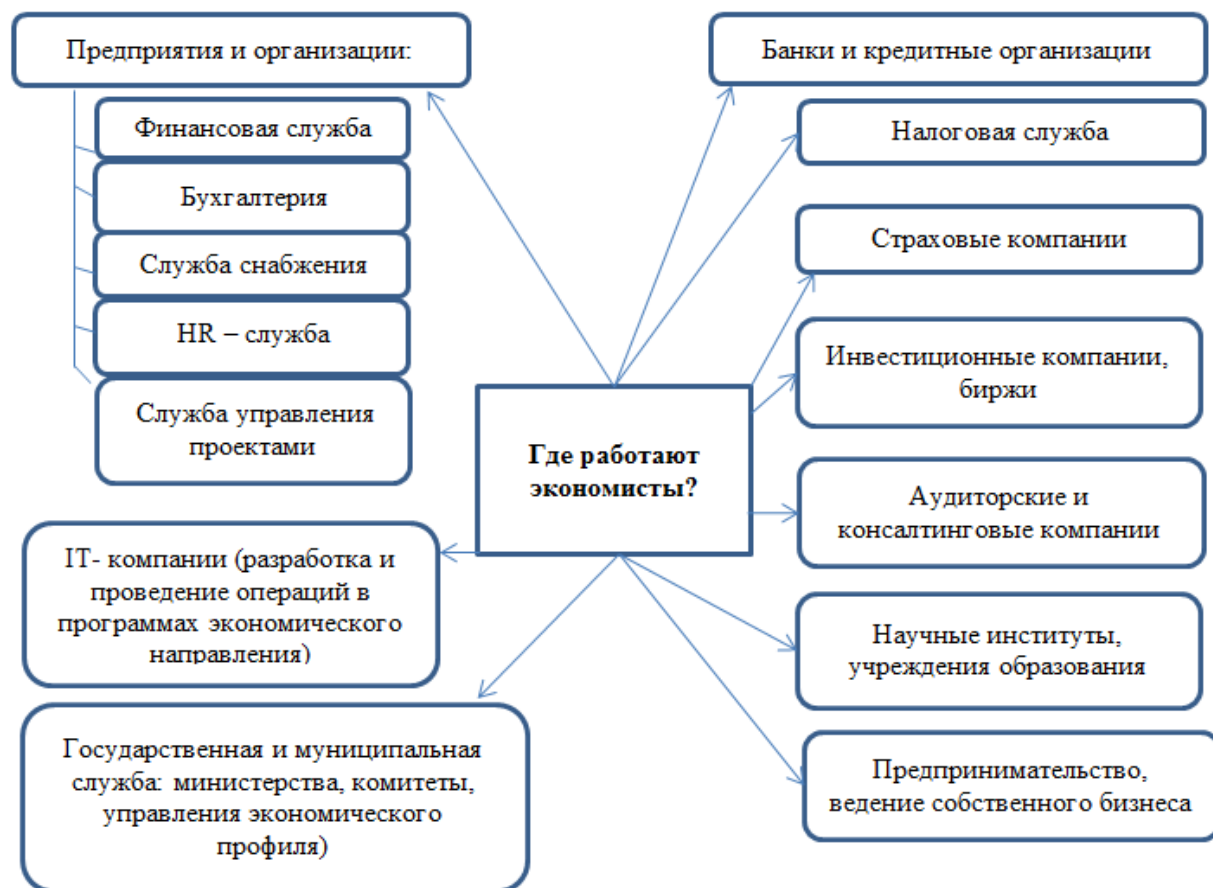 Предприятия и организации:
Финансовая служба
Бухгалтерия
Служба снабжения
HR – служба
Служба управления
проектами
IT- компании (разработка и
проведение операций в
программах экономического
направления)
Государственная и муниципальная
служба: министерства, комитеты,
управления экономического
профиля)
Где работают
экономисты?
Банки и кредитные организации
Налоговая служба
Страховые компании
Инвестиционные компании,
биржи
Аудиторские и
консалтинговые компании
Научные институты,
учреждения образования
Предпринимательство,
ведение собственного бизнеса